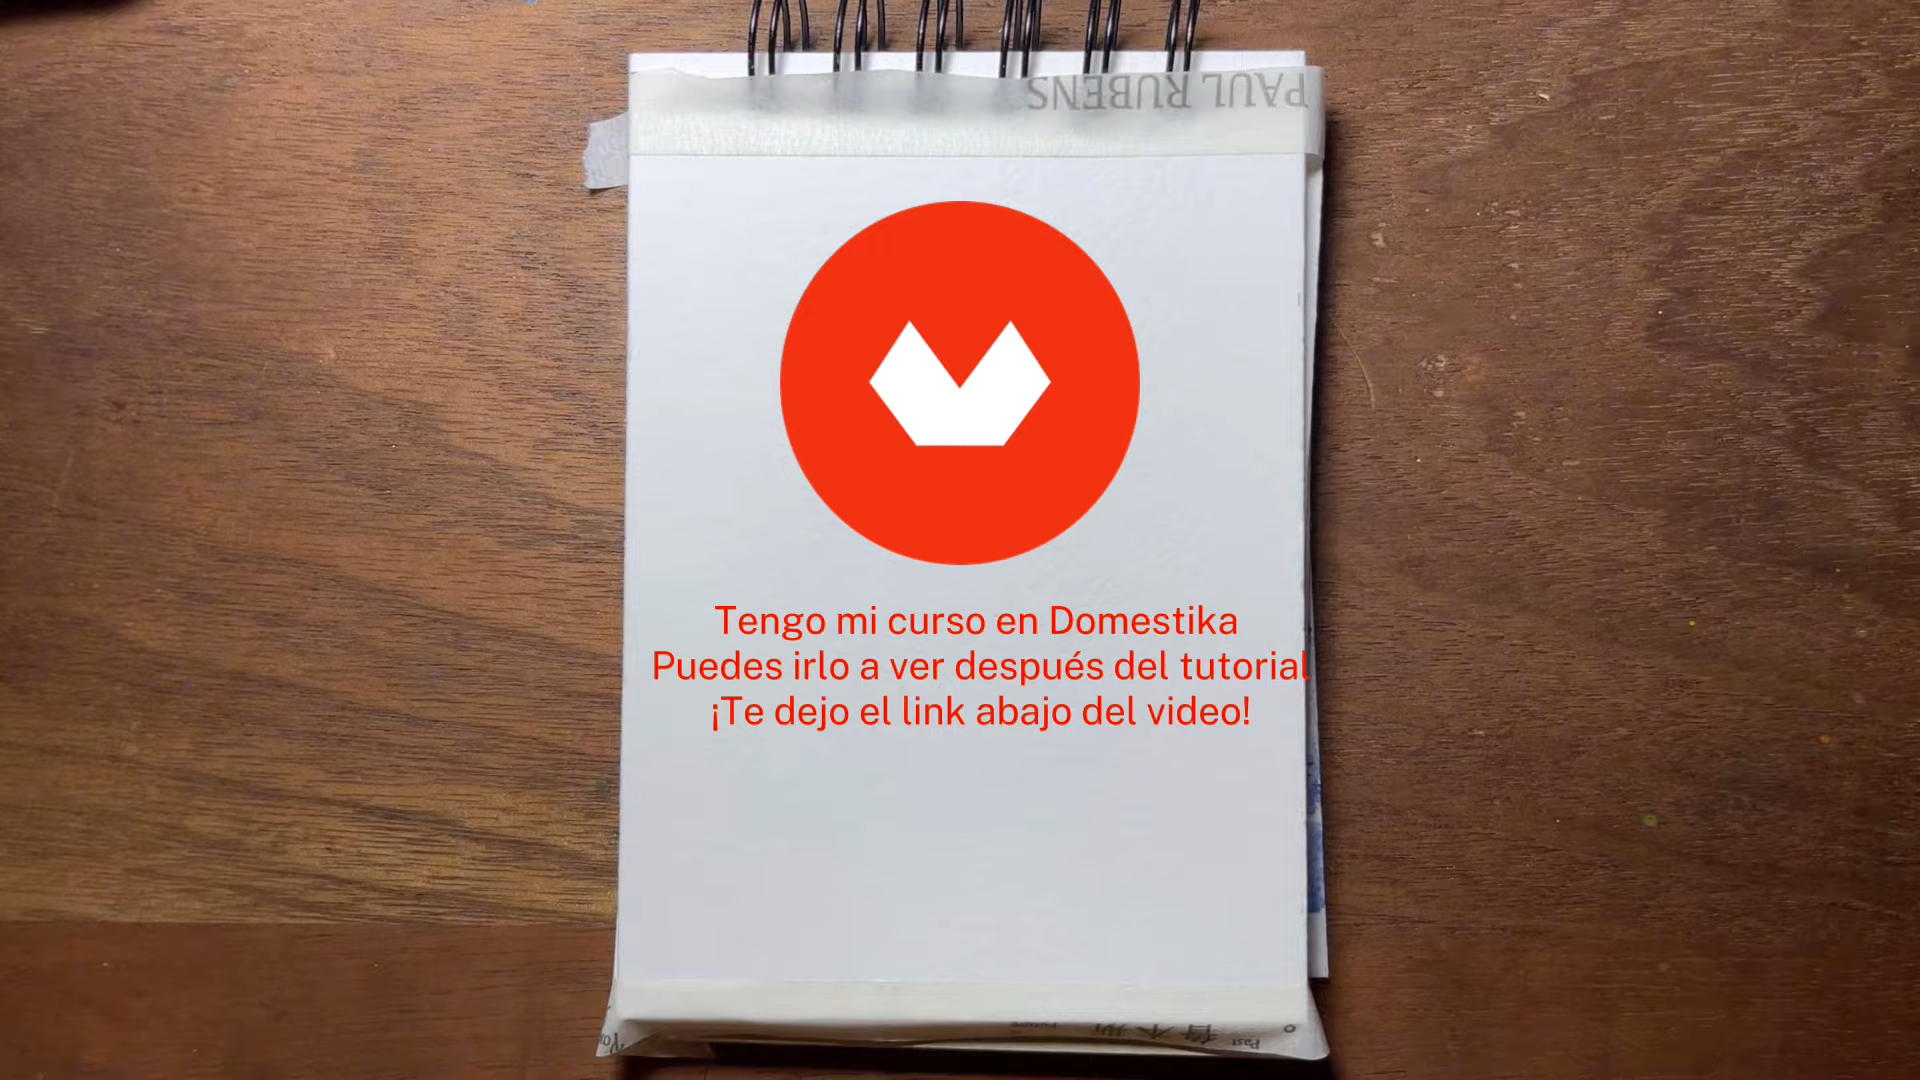 PAUL RUBENS
Tengo mi curso en Domestika
Puedes irlo a ver después del tutorial
¡Te dejo el link abajo del video!
Past